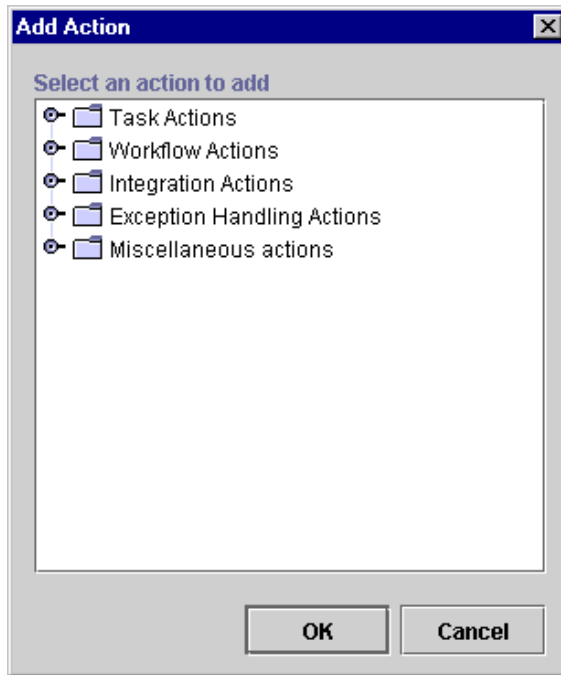 Add Action
Select an action to add
Task Actions
Workflow Actions
Integration Actions
Exception Handling Actions
Miscellaneous actions
OK
Cancel